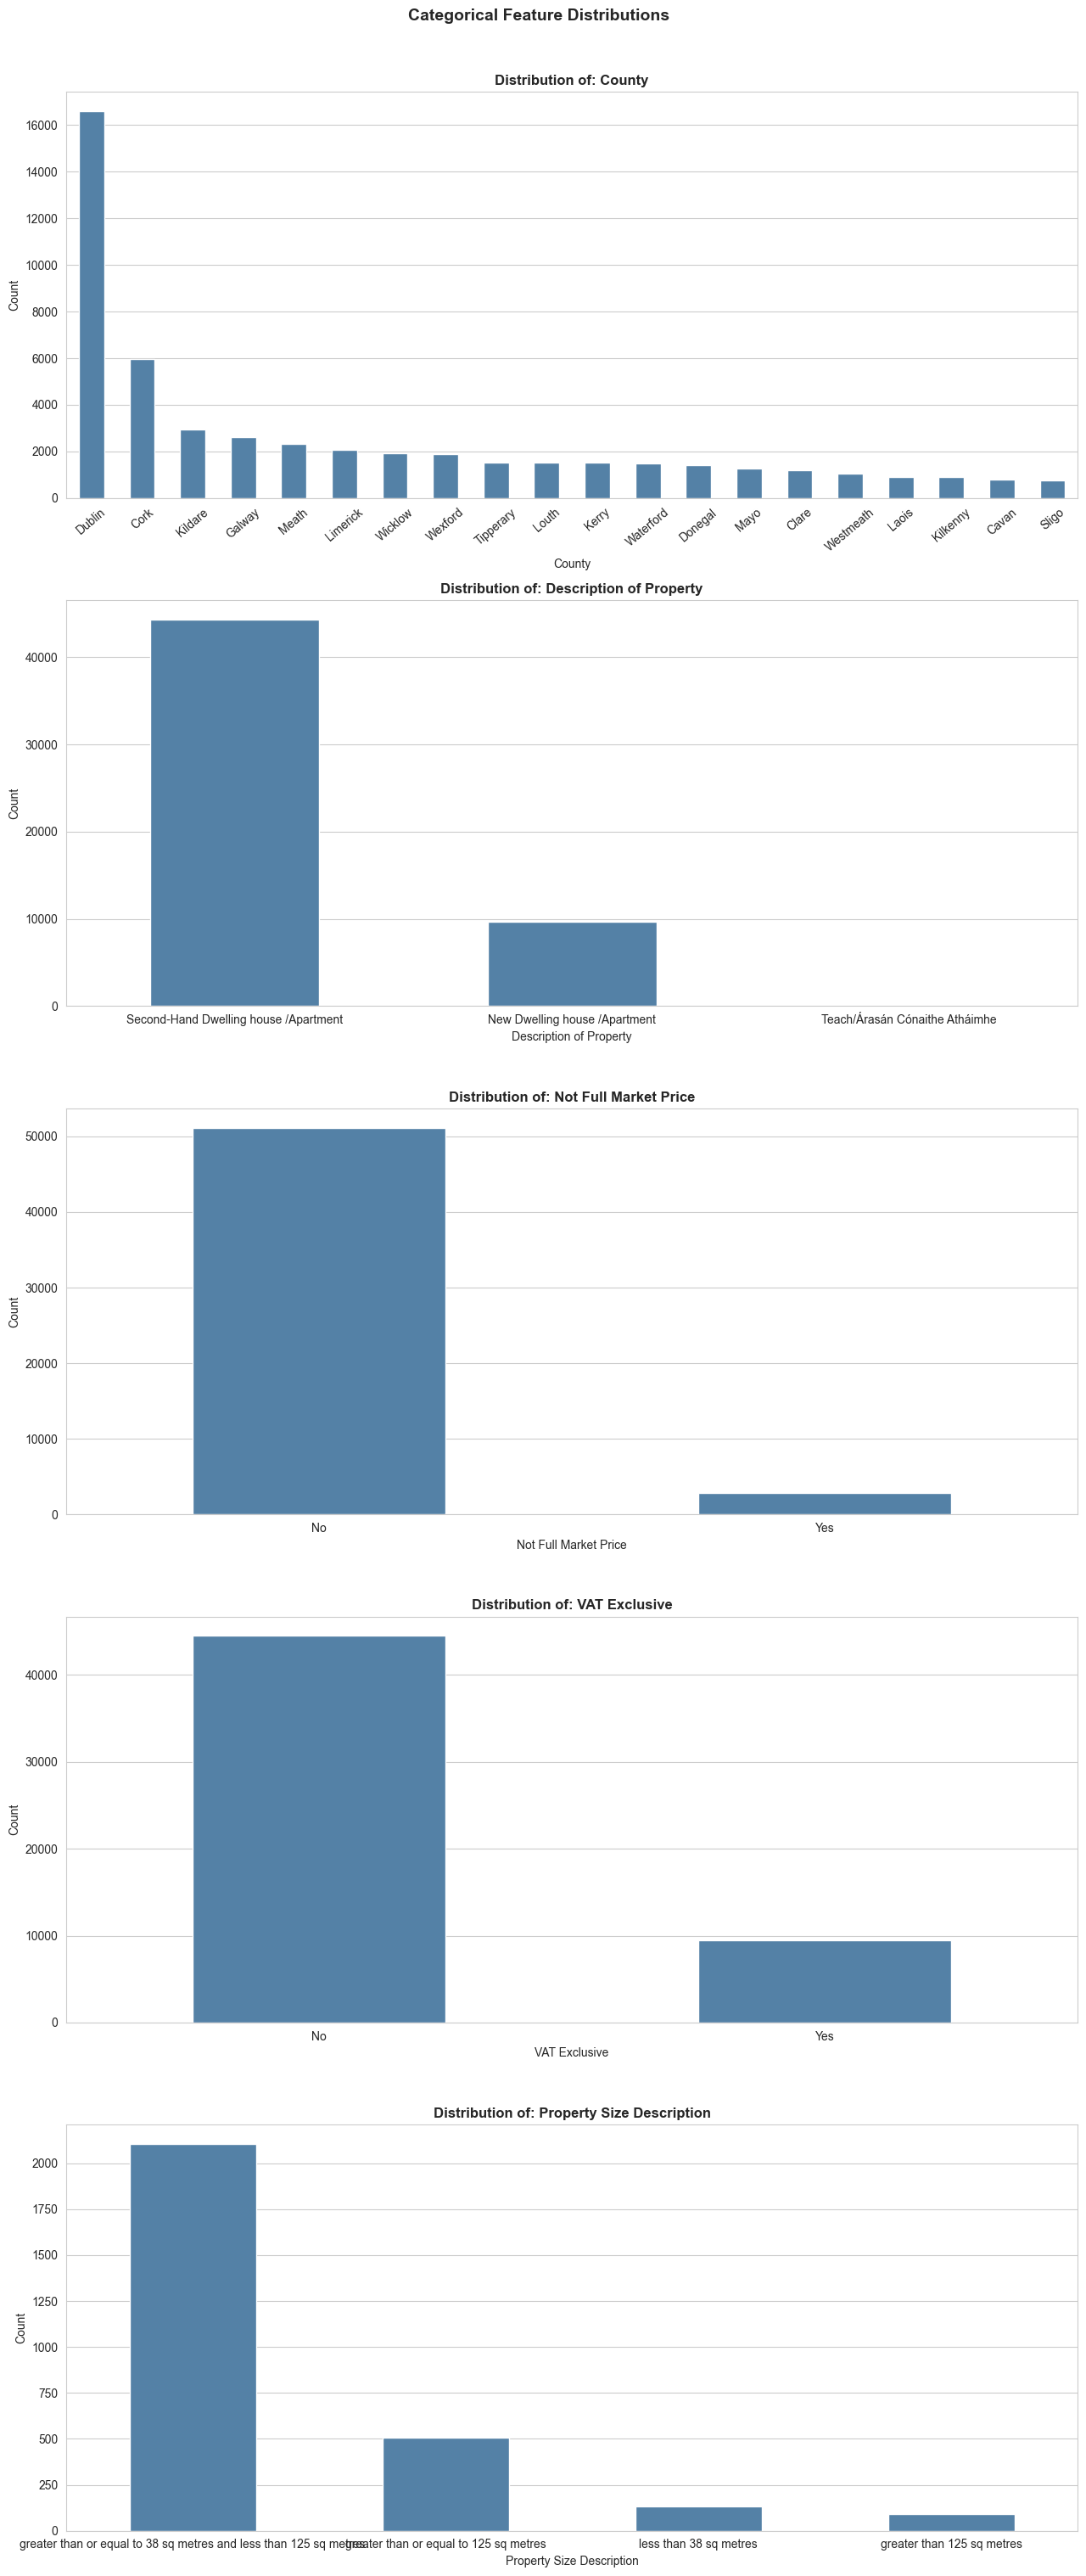 Categorical Feature Distributions
Distribution of: County
16000
14000
12000
10000
8000
6000
4000
2000
0
Count
Dublin
Cork
Kildare
Galway
Meath
Limerick
Wicklow
Wexford
Tipperary
Louth
Kerry
Waterford
Donegal
Mayo
Clare
Westmeath
Laois
Kilkenny
Cavan
Sligo
County
Distribution of: Description of Property
40000
30000
20000
10000
0
Count
Second-Hand Dwelling house /Apartment
New Dwelling house /Apartment
Teach/Árasán Cónaithe Atháimhe
Description of Property
Distribution of: Not Full Market Price
50000
40000
30000
20000
10000
0
Count
No
Yes
Not Full Market Price
Distribution of: VAT Exclusive
40000
30000
20000
10000
0
Count
No
Yes
VAT Exclusive
Distribution of: Property Size Description
2000
1750
1500
1250
1000
750
500
250
0
Count
greater than or equal to 38 sq metres and less than 125 sq metres
greater than or equal to 125 sq metres
less than 38 sq metres
greater than 125 sq metres
Property Size Description